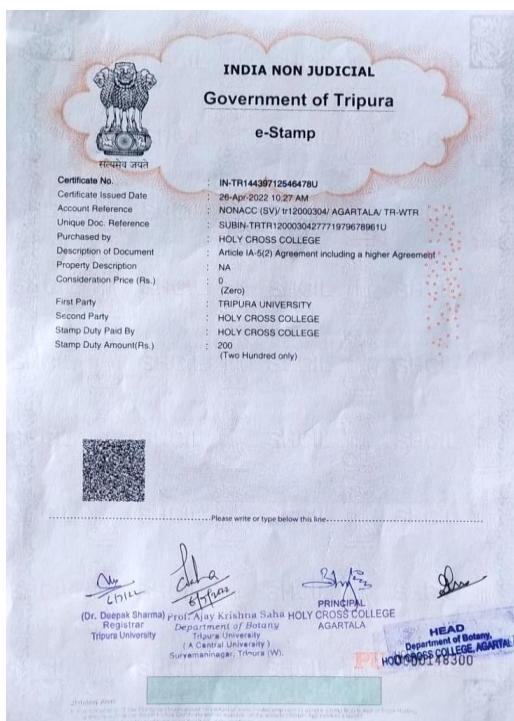 सत्यमेव जयते
INDIA NON JUDICIAL
Government of Tripura
e-Stamp
Certificate No. : IN-TR14439712546478U
Certificate Issued Date : 26-Apr-2022 10:27 AM
Account Reference : NONACC (SV)/ tr12000304/ AGARTALA/ TR-WTR
Unique Doc. Reference : SUBIN-TRTR12000304277719796789​61U
Purchased by : HOLY CROSS COLLEGE
Description of Document : Article IA-5(2) Agreement including a higher Agreement
Property Description : NA
Consideration Price (Rs.) : 0
(Zero)
First Party : TRIPURA UNIVERSITY
Second Party : HOLY CROSS COLLEGE
Stamp Duty Paid By : HOLY CROSS COLLEGE
Stamp Duty Amount(Rs.) : 200
(Two Hundred only)
Please write or type below this line
6/7/2022
(Dr. Deepak Sharma)
Registrar
Tripura University
Prof. Ajay Krishna Saha
Department of Botany
Tripura University
( A Central University )
Suryamaninagar, Tripura (W).
PRINCIPAL
HOLY CROSS COLLEGE
AGARTALA
HEAD
Department of Botany,
HOLY CROSS COLLEGE, AGARTALA
148300